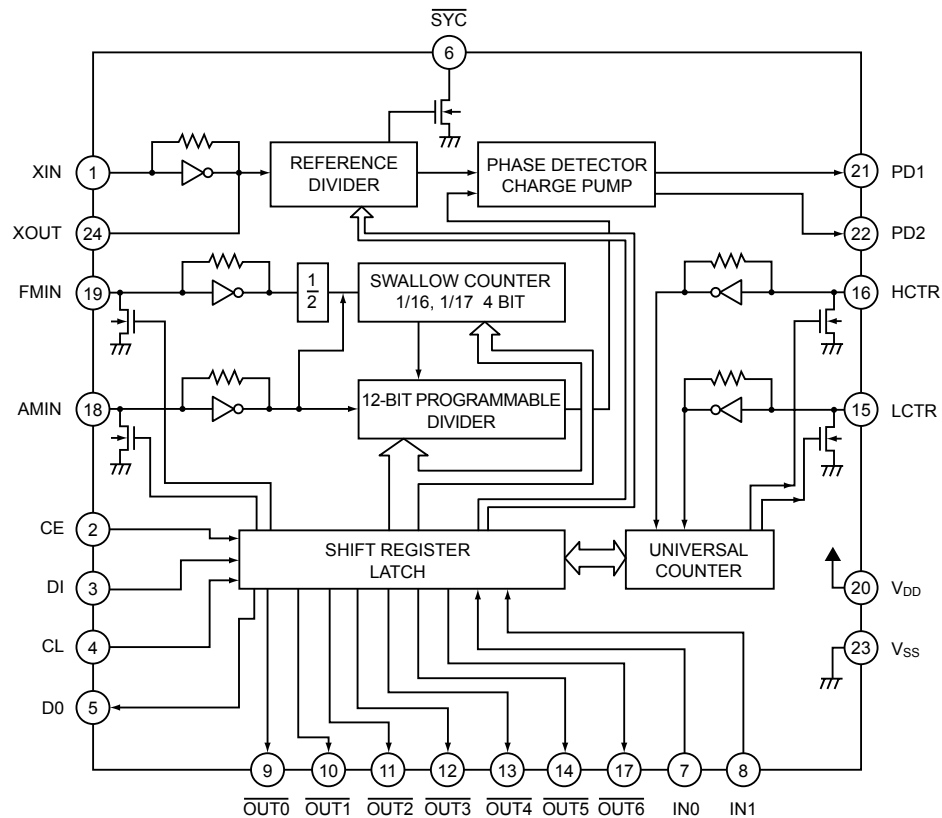 SYC
6
XIN
1
REFERENCE
DIVIDER
PHASE DETECTOR
CHARGE PUMP
21
PD1
XOUT
24
22
PD2
FMIN
19
1
2
SWALLOW COUNTER
1/16, 1/17 4 BIT
16
HCTR
AMIN
18
12-BIT PROGRAMMABLE
DIVIDER
15
LCTR
CE
2
SHIFT REGISTER
LATCH
UNIVERSAL
COUNTER
DI
3
20
VDD
CL
4
23
VSS
D0
5
9
10
11
12
13
14
17
7
8
OUT0
OUT1
OUT2
OUT3
OUT4
OUT5
OUT6
IN0
IN1